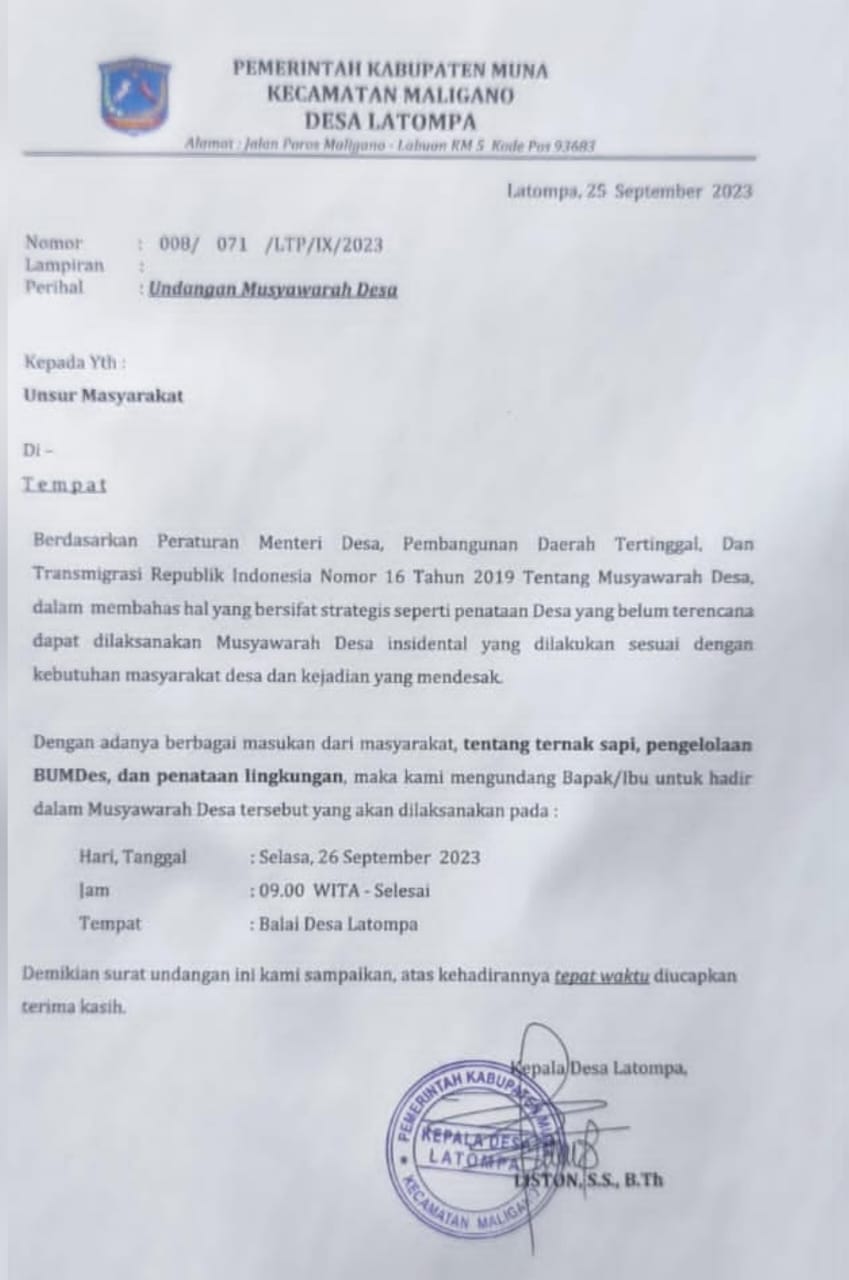 PEMERINTAH KABUPATEN MUNA
KECAMATAN MALIGANO
DESA LATOMPA
Alamat : Jalan Poros Maligano - Labuan KM 5 Kode Pos 93683
Latompa, 25 September 2023
Nomor : 008/ 071 /LTP/IX/2023
Lampiran :
Perihal : Undangan Musyawarah Desa
Kepada Yth :
Unsur Masyarakat
Di –
Tempat
Berdasarkan Peraturan Menteri Desa, Pembangunan Daerah Tertinggal, Dan
Transmigrasi Republik Indonesia Nomor 16 Tahun 2019 Tentang Musyawarah Desa,
dalam membahas hal yang bersifat strategis seperti penataan Desa yang belum terencana
dapat dilaksanakan Musyawarah Desa insidental yang dilakukan sesuai dengan
kebutuhan masyarakat desa dan kejadian yang mendesak.
Dengan adanya berbagai masukan dari masyarakat, tentang ternak sapi, pengelolaan
BUMDes, dan penataan lingkungan, maka kami mengundang Bapak/Ibu untuk hadir
dalam Musyawarah Desa tersebut yang akan dilaksanakan pada :
Hari, Tanggal : Selasa, 26 September 2023
Jam : 09.00 WITA - Selesai
Tempat : Balai Desa Latompa
Demikian surat undangan ini kami sampaikan, atas kehadirannya tepat waktu diucapkan
terima kasih.
Kepala Desa Latompa,
PEMERINTAH KABUPATEN MUNA
KEPALA DESA
LATOMPA
KECAMATAN MALIGANO
LISTON, S.S., B.Th